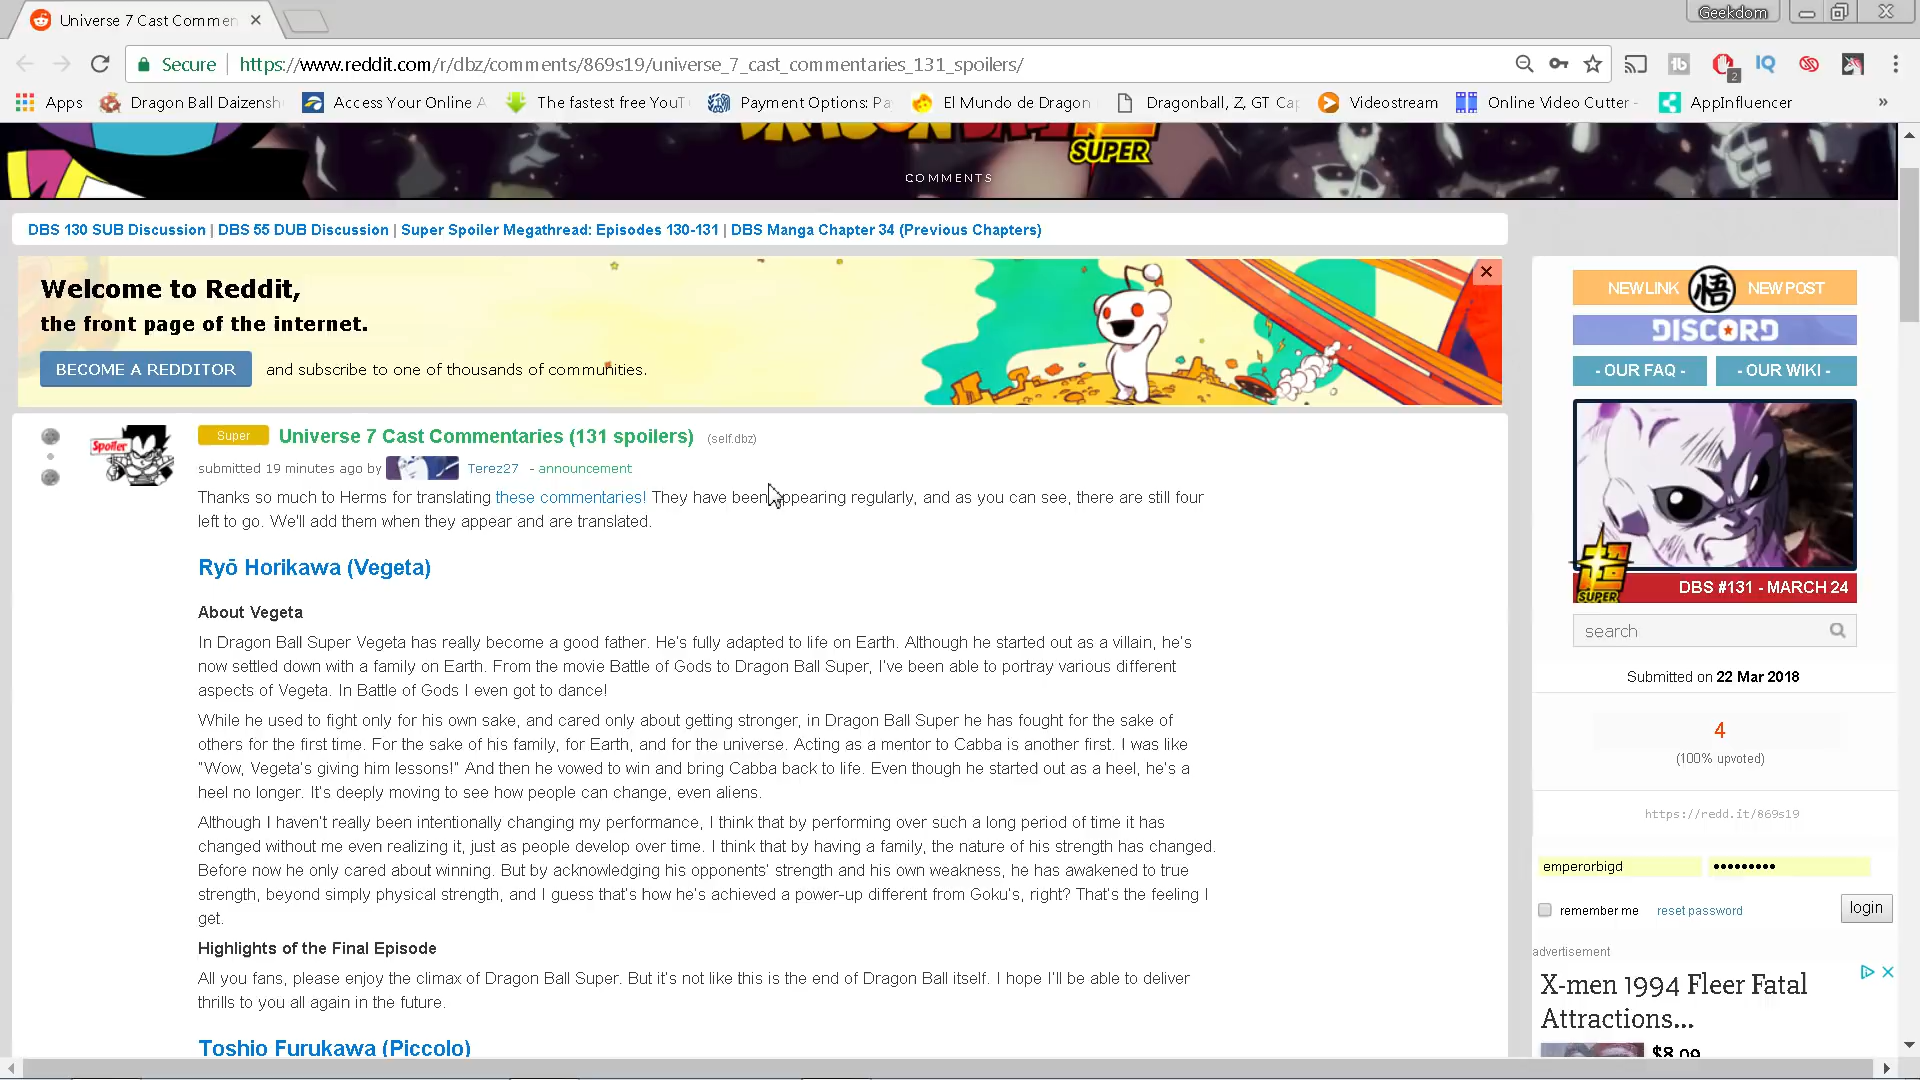 Universe 7 Cast Commen
Geekdom
Secure
https://www.reddit.com/r/dbz/comments/869s19/universe_7_cast_commentaries_131_spoilers/
1b
2
IQ
Apps
Dragon Ball Daizensh
Access Your Online A
The fastest free YouT
Payment Options: Pa
El Mundo de Dragon
Dragonball, Z, GT Cap
Videostream
Online Video Cutter -
AppInfluencer
»
DRAGON BALL
超
SUPER
COMMENTS
DBS 130 SUB Discussion | DBS 55 DUB Discussion | Super Spoiler Megathread: Episodes 130-131 | DBS Manga Chapter 34 (Previous Chapters)
Welcome to Reddit,
the front page of the internet.
BECOME A REDDITOR
and subscribe to one of thousands of communities.
Spoiler
Super
Universe 7 Cast Commentaries (131 spoilers) (self.dbz)
submitted 19 minutes ago by Terez27 - announcement
Thanks so much to Herms for translating these commentaries! They have been appearing regularly, and as you can see, there are still four
left to go. We'll add them when they appear and are translated.
Ryō Horikawa (Vegeta)
About Vegeta
In Dragon Ball Super Vegeta has really become a good father. He's fully adapted to life on Earth. Although he started out as a villain, he's
now settled down with a family on Earth. From the movie Battle of Gods to Dragon Ball Super, I've been able to portray various different
aspects of Vegeta. In Battle of Gods I even got to dance!
While he used to fight only for his own sake, and cared only about getting stronger, in Dragon Ball Super he has fought for the sake of
others for the first time. For the sake of his family, for Earth, and for the universe. Acting as a mentor to Cabba is another first. I was like
"Wow, Vegeta's giving him lessons!" And then he vowed to win and bring Cabba back to life. Even though he started out as a heel, he's a
heel no longer. It's deeply moving to see how people can change, even aliens.
Although I haven't really been intentionally changing my performance, I think that by performing over such a long period of time it has
changed without me even realizing it, just as people develop over time. I think that by having a family, the nature of his strength has changed.
Before now he only cared about winning. But by acknowledging his opponents' strength and his own weakness, he has awakened to true
strength, beyond simply physical strength, and I guess that's how he's achieved a power-up different from Goku's, right? That's the feeling I
get.
Highlights of the Final Episode
All you fans, please enjoy the climax of Dragon Ball Super. But it's not like this is the end of Dragon Ball itself. I hope I'll be able to deliver
thrills to you all again in the future.
Toshio Furukawa (Piccolo)
NEW LINK
悟
NEW POST
DISCORD
- OUR FAQ -
- OUR WIKI -
超
SUPER
DBS #131 - MARCH 24
search
Submitted on 22 Mar 2018
4
(100% upvoted)
https://redd.it/869s19
emperorbigd
•••••••••
remember me
reset password
login
advertisement
X-men 1994 Fleer Fatal
Attractions...
$8.09